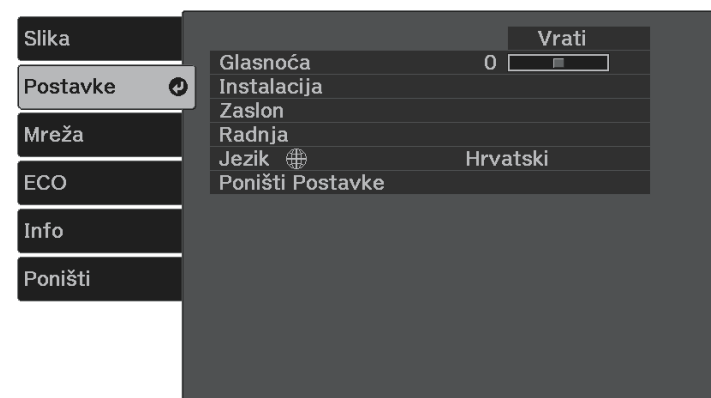 Slika
Postavke
Mreža
ECO
Info
Poništi
Vrati
Glasnoća 0
Instalacija
Zaslon
Radnja
Jezik Hrvatski
Poništi Postavke